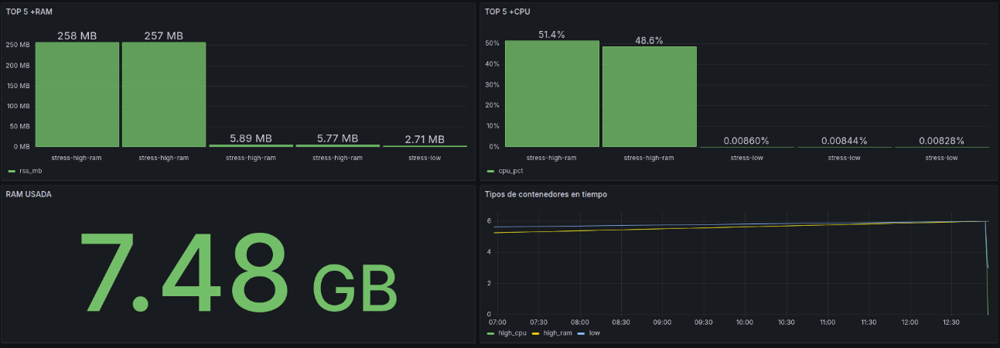 TOP 5 +RAM
258 MB
257 MB
5.89 MB
5.77 MB
2.71 MB
250 MB
200 MB
150 MB
100 MB
50 MB
0 MB
stress-high-ram
stress-high-ram
stress-high-ram
stress-high-ram
stress-low
rss_mb
TOP 5 +CPU
51.4%
48.6%
0.00860%
0.00844%
0.00828%
50%
40%
30%
20%
10%
0%
stress-high-ram
stress-high-ram
stress-low
stress-low
stress-low
cpu_pct
RAM USADA
7.48 GB
Tipos de contenedores en tiempo
6
4
2
0
07:00
07:30
08:00
08:30
09:00
09:30
10:00
10:30
11:00
11:30
12:00
12:30
high_cpu
high_ram
low